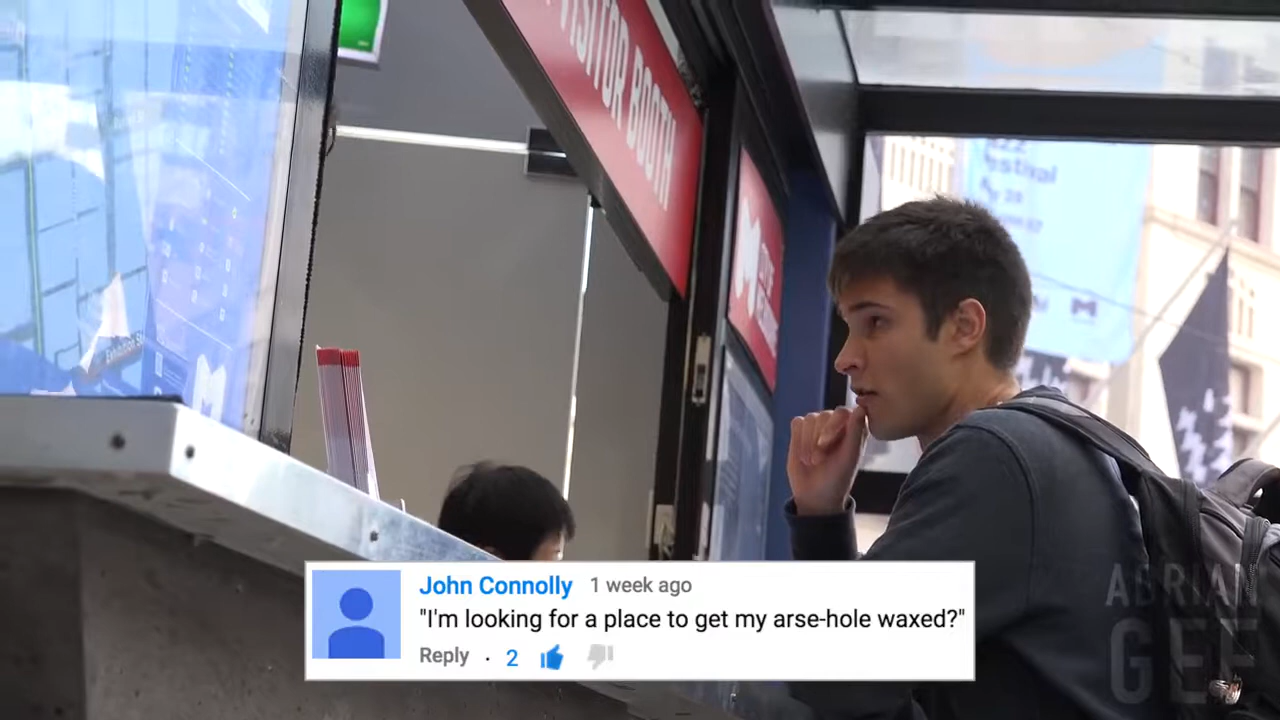 VISITOR BOOTH
festival
John Connolly 1 week ago
"I'm looking for a place to get my arse-hole waxed?"
Reply · 2
ADRIAN
GEE